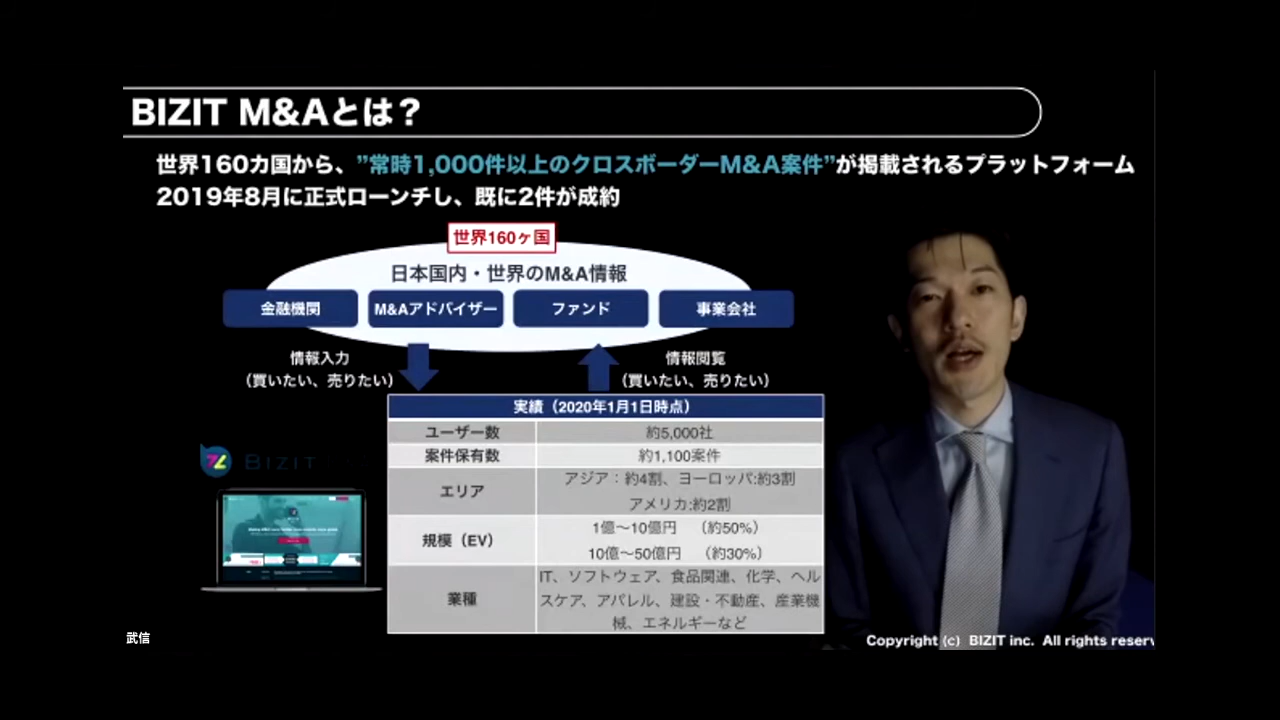 BIZIT M&Aとは？
世界160カ国から、”常時1,000件以上のクロスボーダーM&A案件”が掲載されるプラットフォーム
2019年8月に正式ローンチし、既に2件が成約
世界160ヶ国
日本国内・世界のM&A情報
金融機関 M&Aアドバイザー ファンド 事業会社
情報入力
（買いたい、売りたい）
情報閲覧
（買いたい、売りたい）
実績（2020年1月1日時点）
ユーザー数 約5,000社
案件保有数 約1,100案件
エリア アジア：約4割、ヨーロッパ:約3割
アメリカ:約2割
規模（EV） 1億〜10億円 （約50%）
10億〜50億円 （約30%）
業種 IT、ソフトウェア、食品関連、化学、ヘル
スケア、アパレル、建設・不動産、産業機
械、エネルギーなど
BIZIT
武信
Copyright (c) BIZIT inc. All rights reserv